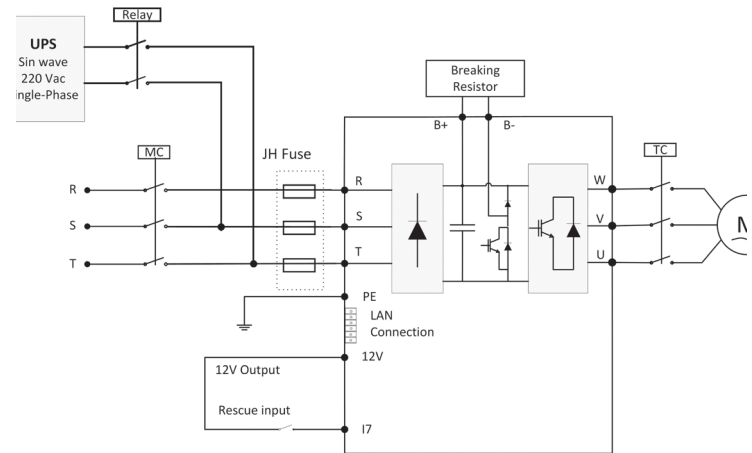 Relay
UPS
Sin wave
220 Vac
ingle-Phase
Breaking
Resistor
B+
B-
MC
JH Fuse
TC
R
R
W
S
S
V
M
T
T
U
PE
LAN
Connection
12V
12V Output
Rescue input
I7